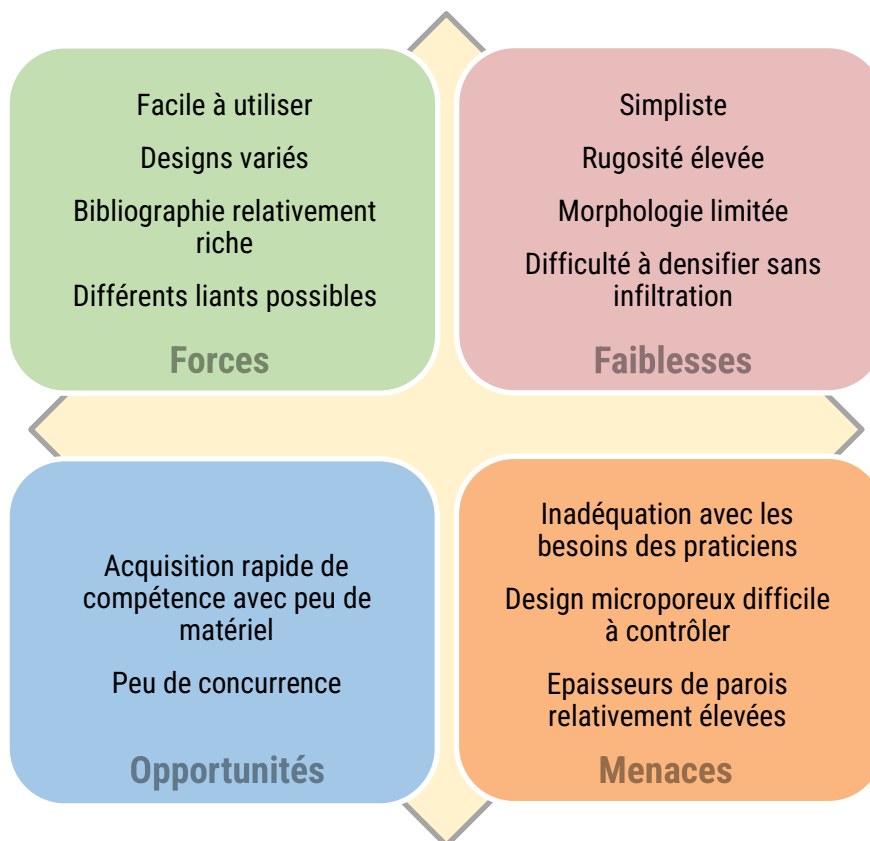 Facile à utiliser
Designs variés
Bibliographie relativement
riche
Différents liants possibles
Forces
Simpliste
Rugosité élevée
Morphologie limitée
Difficulté à densifier sans
infiltration
Faiblesses
Acquisition rapide de
compétence avec peu de
matériel
Peu de concurrence
Opportunités
Inadéquation avec les
besoins des praticiens
Design microporeux difficile
à contrôler
Epaisseurs de parois
relativement élevées
Menaces